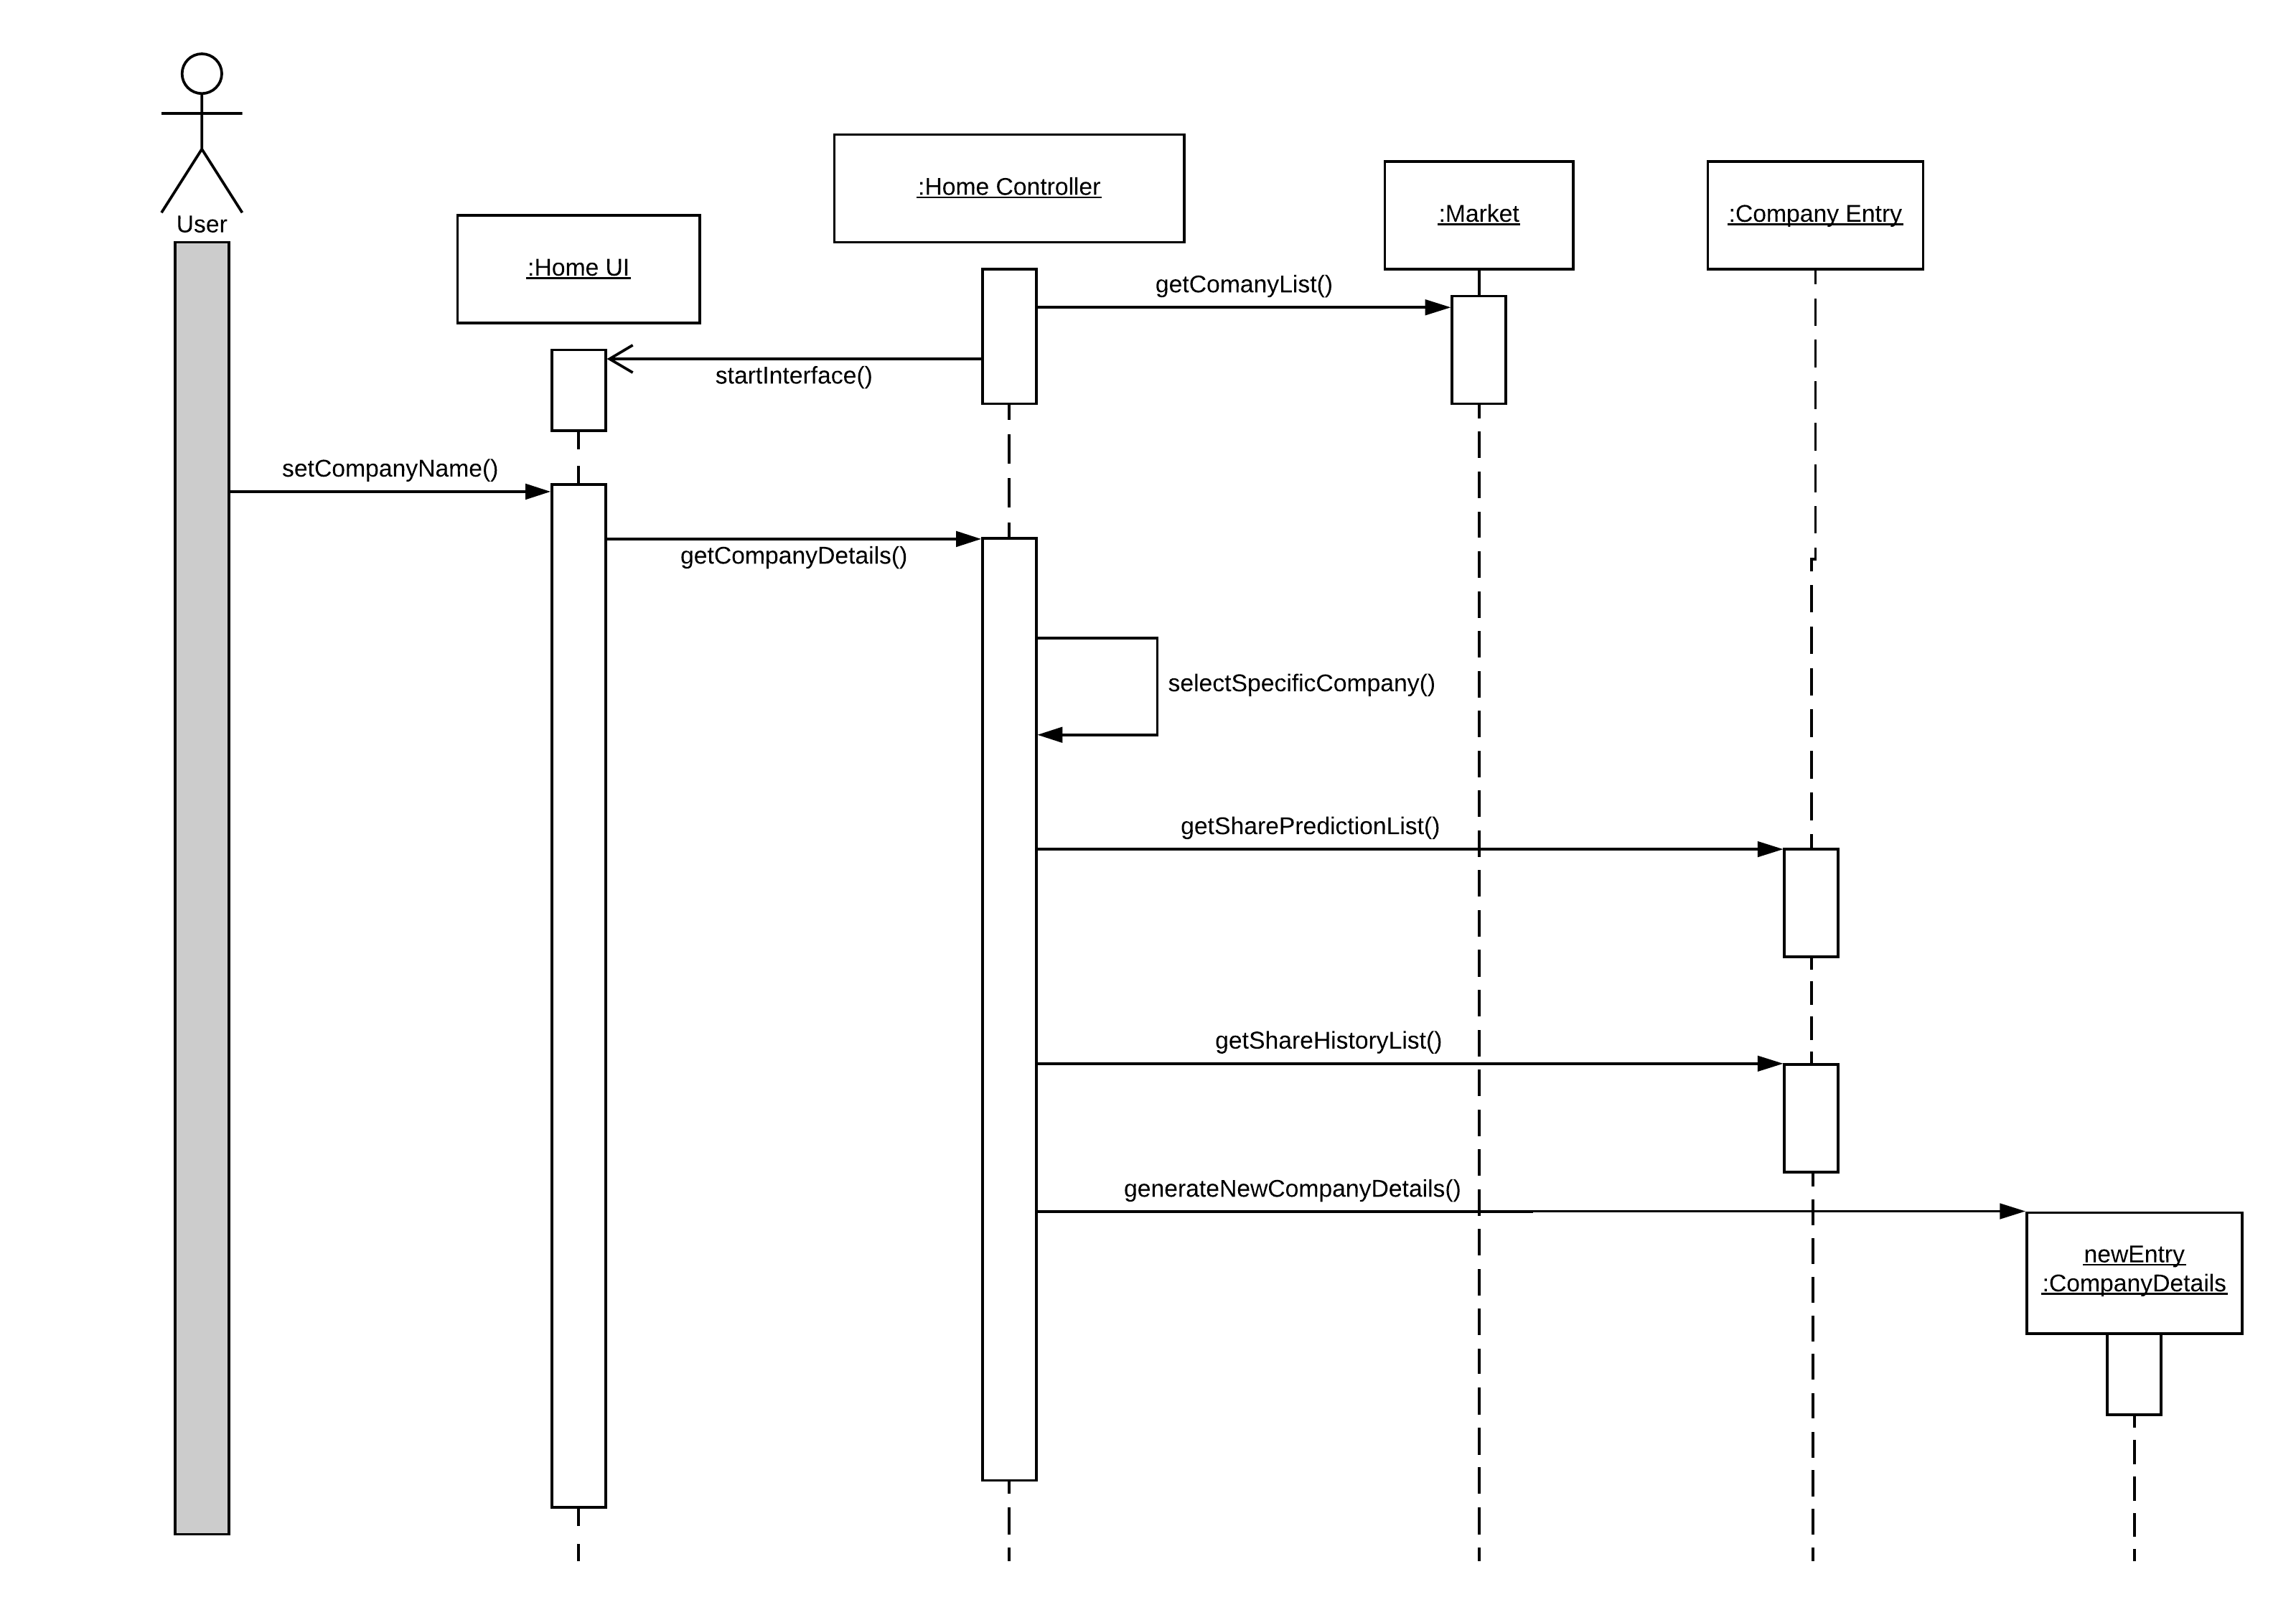 User
:Home UI
:Home Controller
:Market
:Company Entry
getComanyList()
startInterface()
setCompanyName()
getCompanyDetails()
selectSpecificCompany()
getSharePredictionList()
getShareHistoryList()
generateNewCompanyDetails()
newEntry
:CompanyDetails